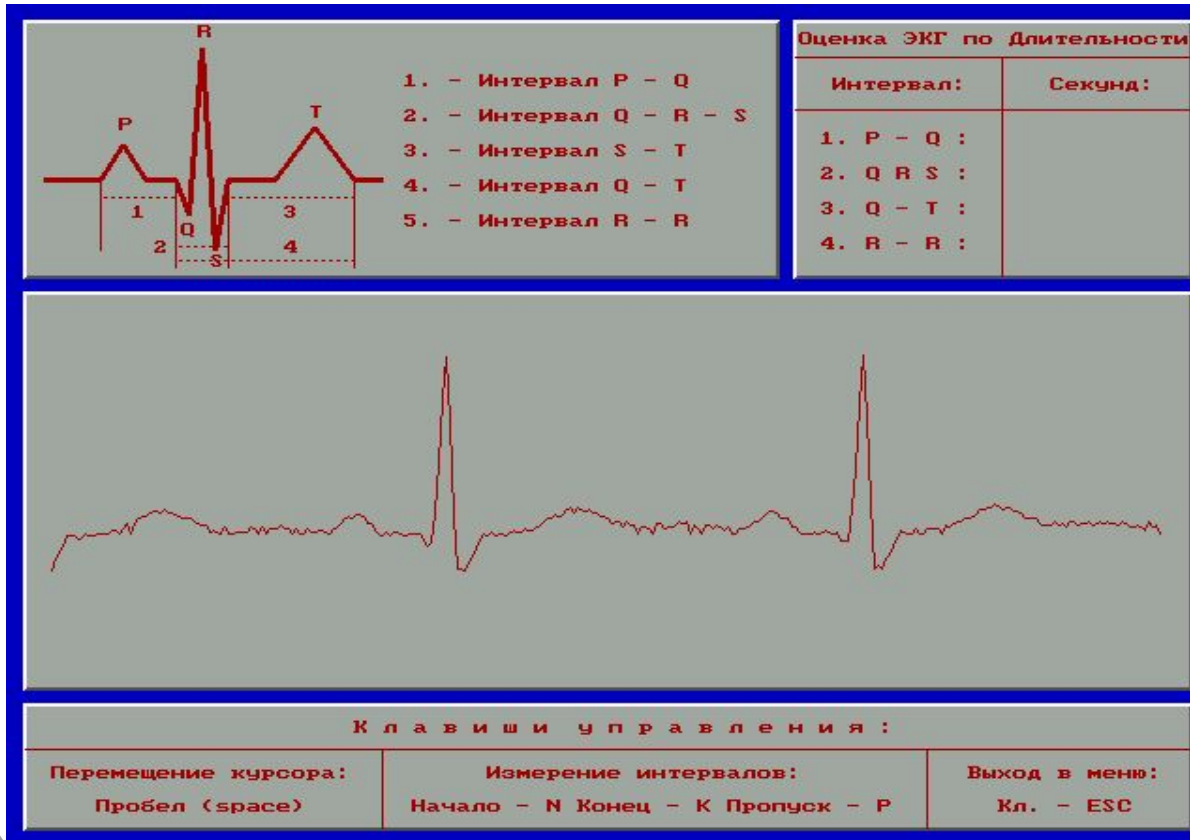 R
P
T
1
Q
2
S
3
4
1. - Интервал P - Q
2. - Интервал Q - R - S
3. - Интервал S - T
4. - Интервал Q - T
5. - Интервал R - R
Оценка ЭКГ по Длительности
Интервал: Секунд:
1. P - Q :
2. Q R S :
3. Q - T :
4. R - R :
Клавиши управления:
Перемещение курсора:
Пробел (space)
Измерение интервалов:
Начало - N Конец - K Пропуск - P
Выход в меню:
Кл. - ESC